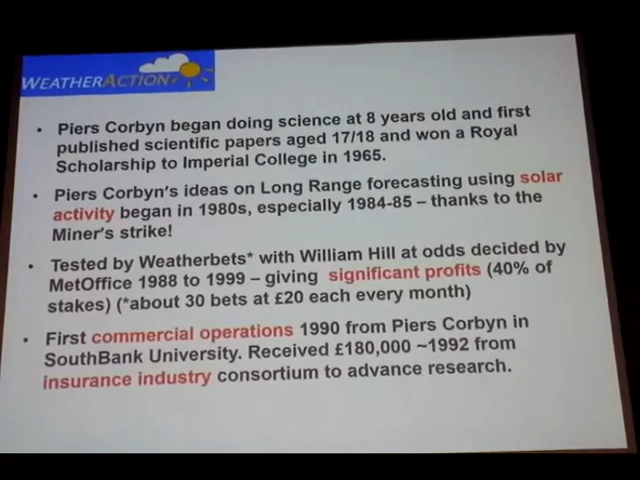 WEATHERACTION
• Piers Corbyn began doing science at 8 years old and first
published scientific papers aged 17/18 and won a Royal
Scholarship to Imperial College in 1965.
• Piers Corbyn's ideas on Long Range forecasting using solar
activity began in 1980s, especially 1984-85 – thanks to the
Miner's strike!
• Tested by Weatherbets* with William Hill at odds decided by
MetOffice 1988 to 1999 – giving significant profits (40% of
stakes) (*about 30 bets at £20 each every month)
• First commercial operations 1990 from Piers Corbyn in
SouthBank University. Received £180,000 ~1992 from
insurance industry consortium to advance research.